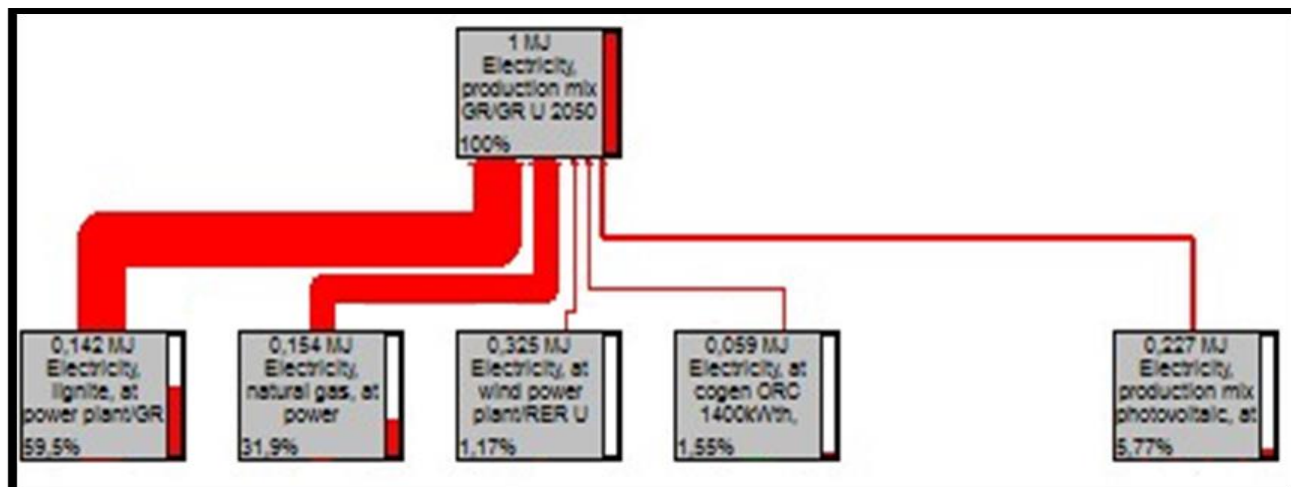 1 MJ
Electricity,
production mix
GR/GR U 2050
100%
0,142 MJ
Electricity,
lignite, at
power plant/GR
59,5%
0,154 MJ
Electricity,
natural gas, at
power
31,9%
0,325 MJ
Electricity, at
wind power
plant/RER U
1,17%
0,059 MJ
Electricity, at
cogen ORC
1400kWth,
1,55%
0,227 MJ
Electricity,
production mix
photovoltaic, at
5,77%